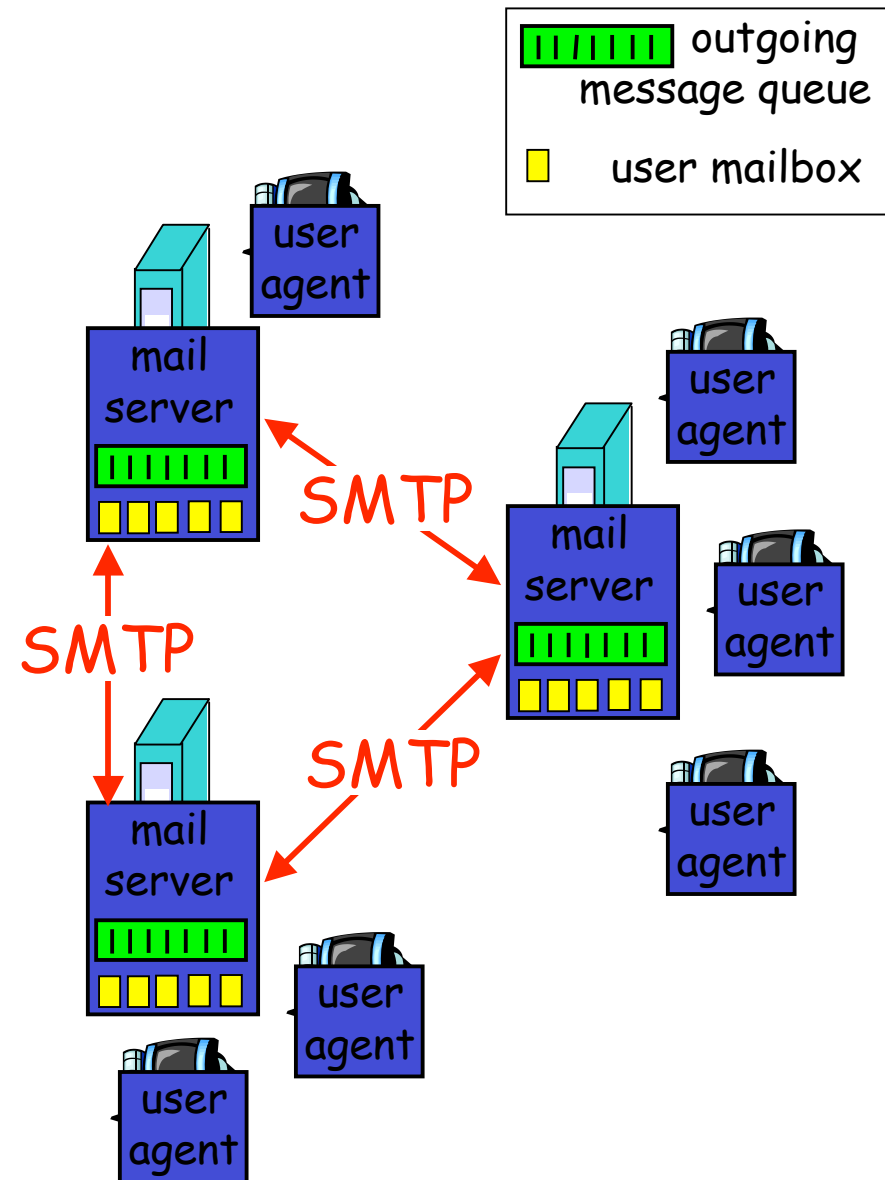 outgoing
message queue
user mailbox
user
agent
mail
server
user
agent
SMTP
mail
server
user
agent
SMTP
SMTP
user
agent
mail
server
user
agent
user
agent